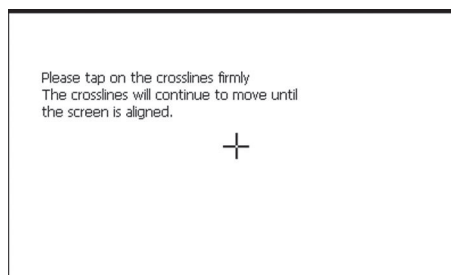 Please tap on the crosslines firmly
The crosslines will continue to move until
the screen is aligned.